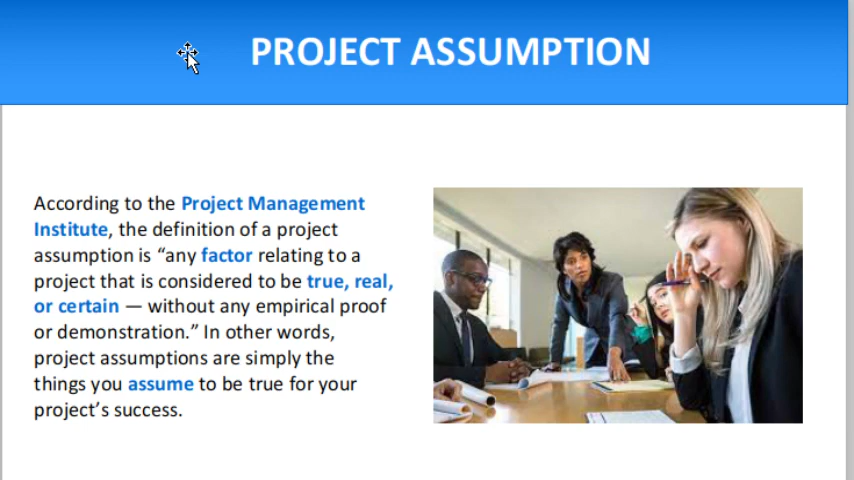 PROJECT ASSUMPTION
According to the Project Management
Institute, the definition of a project
assumption is “any factor relating to a
project that is considered to be true, real,
or certain — without any empirical proof
or demonstration.” In other words,
project assumptions are simply the
things you assume to be true for your
project’s success.